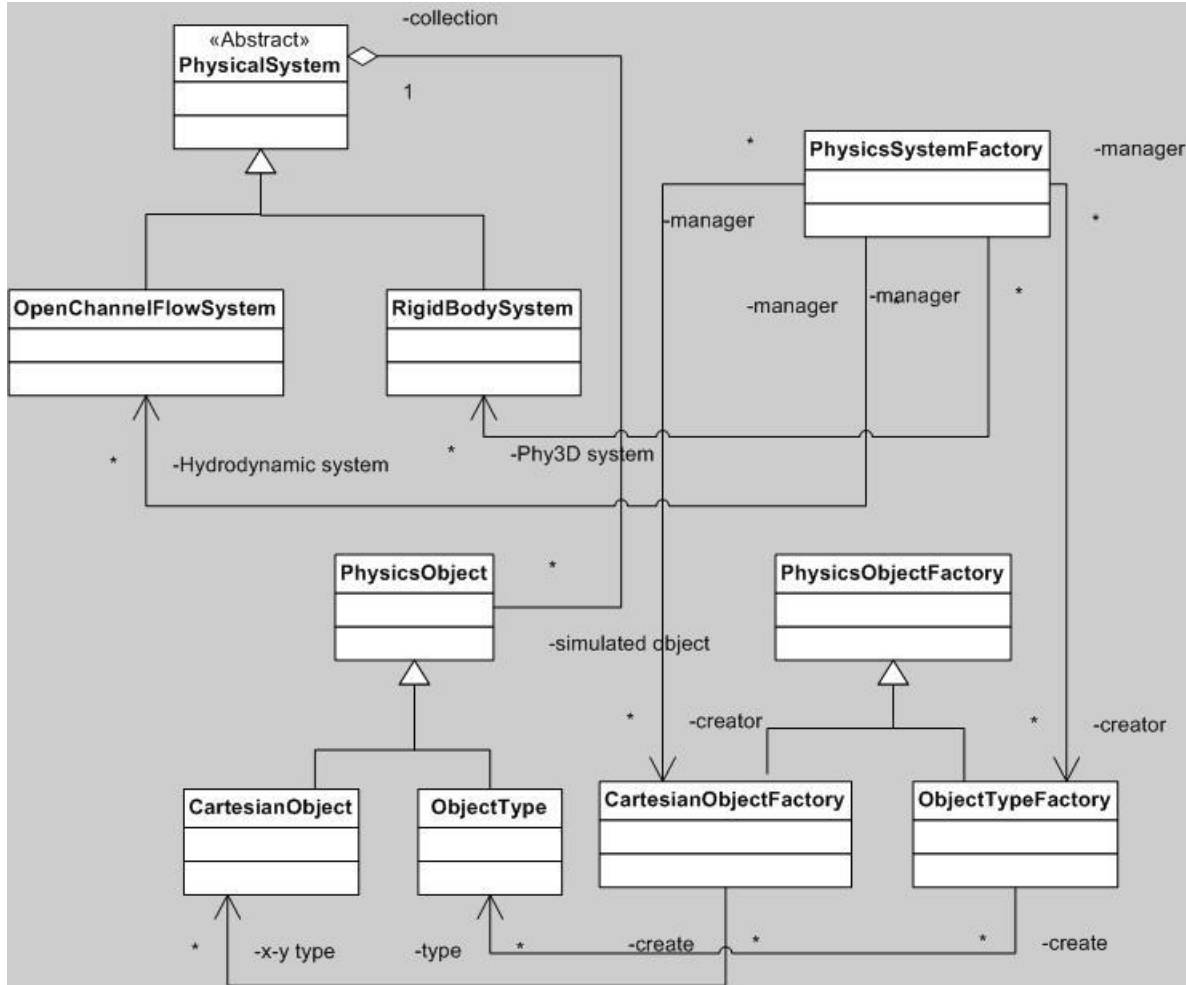 -collection
«Abstract»
PhysicalSystem
1
*
PhysicsSystemFactory
-manager
-manager
*
OpenChannelFlowSystem
RigidBodySystem
-manager
-manager
*
*
*
-Hydrodynamic system
*
-Phy3D system
PhysicsObject
*
PhysicsObjectFactory
-simulated object
*
-creator
*
-creator
CartesianObject
ObjectType
CartesianObjectFactory
ObjectTypeFactory
*
-x-y type
-type
*
-create
*
*
-create